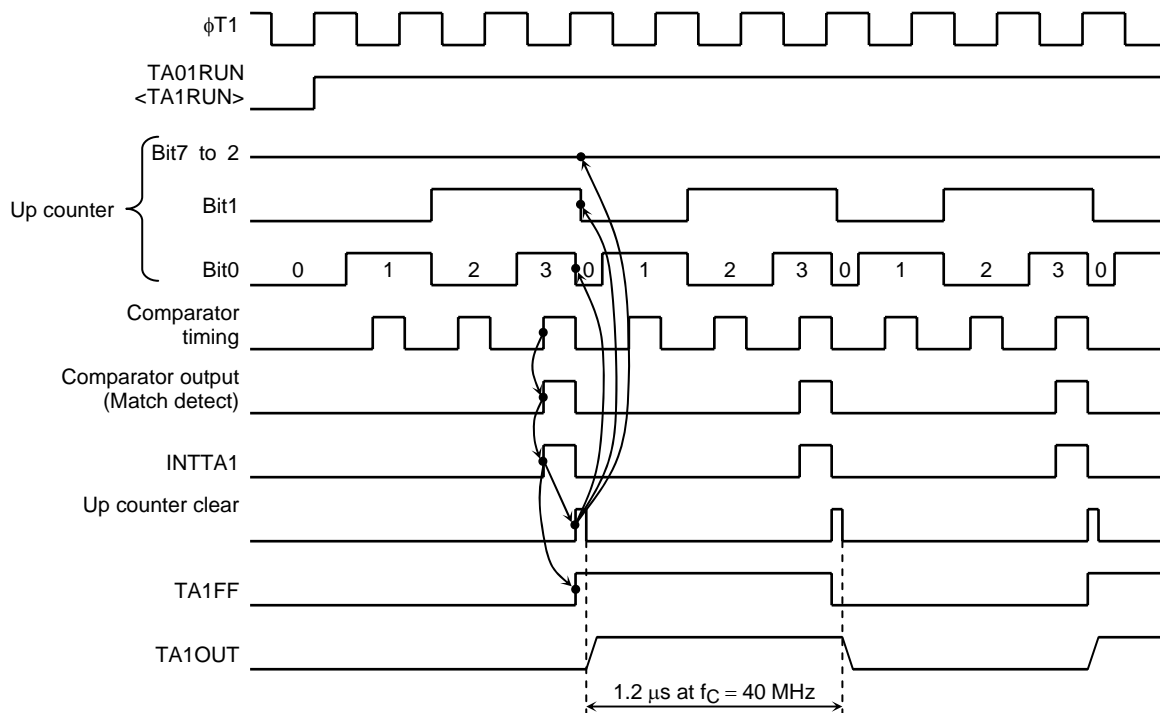 ϕT1
TA01RUN
<TA1RUN>
Bit7 to 2
Up counter
Bit1
Bit0
0 1 2 3 0 1 2 3 0 1 2 3 0
Comparator
timing
Comparator output
(Match detect)
INTTA1
Up counter clear
TA1FF
TA1OUT
1.2 μs at fC = 40 MHz